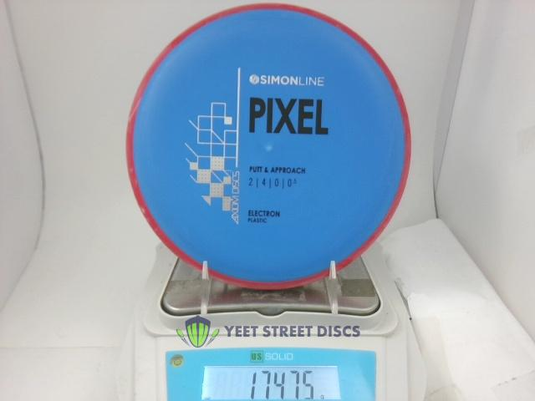 SIMONLINE
PIXEL
PUTT & APPROACH
2 | 4 | 0 | 0.5
AXIOM DISCS
ELECTRON
PLASTIC
YEET STREET DISCS
US SOLID
174.75 g